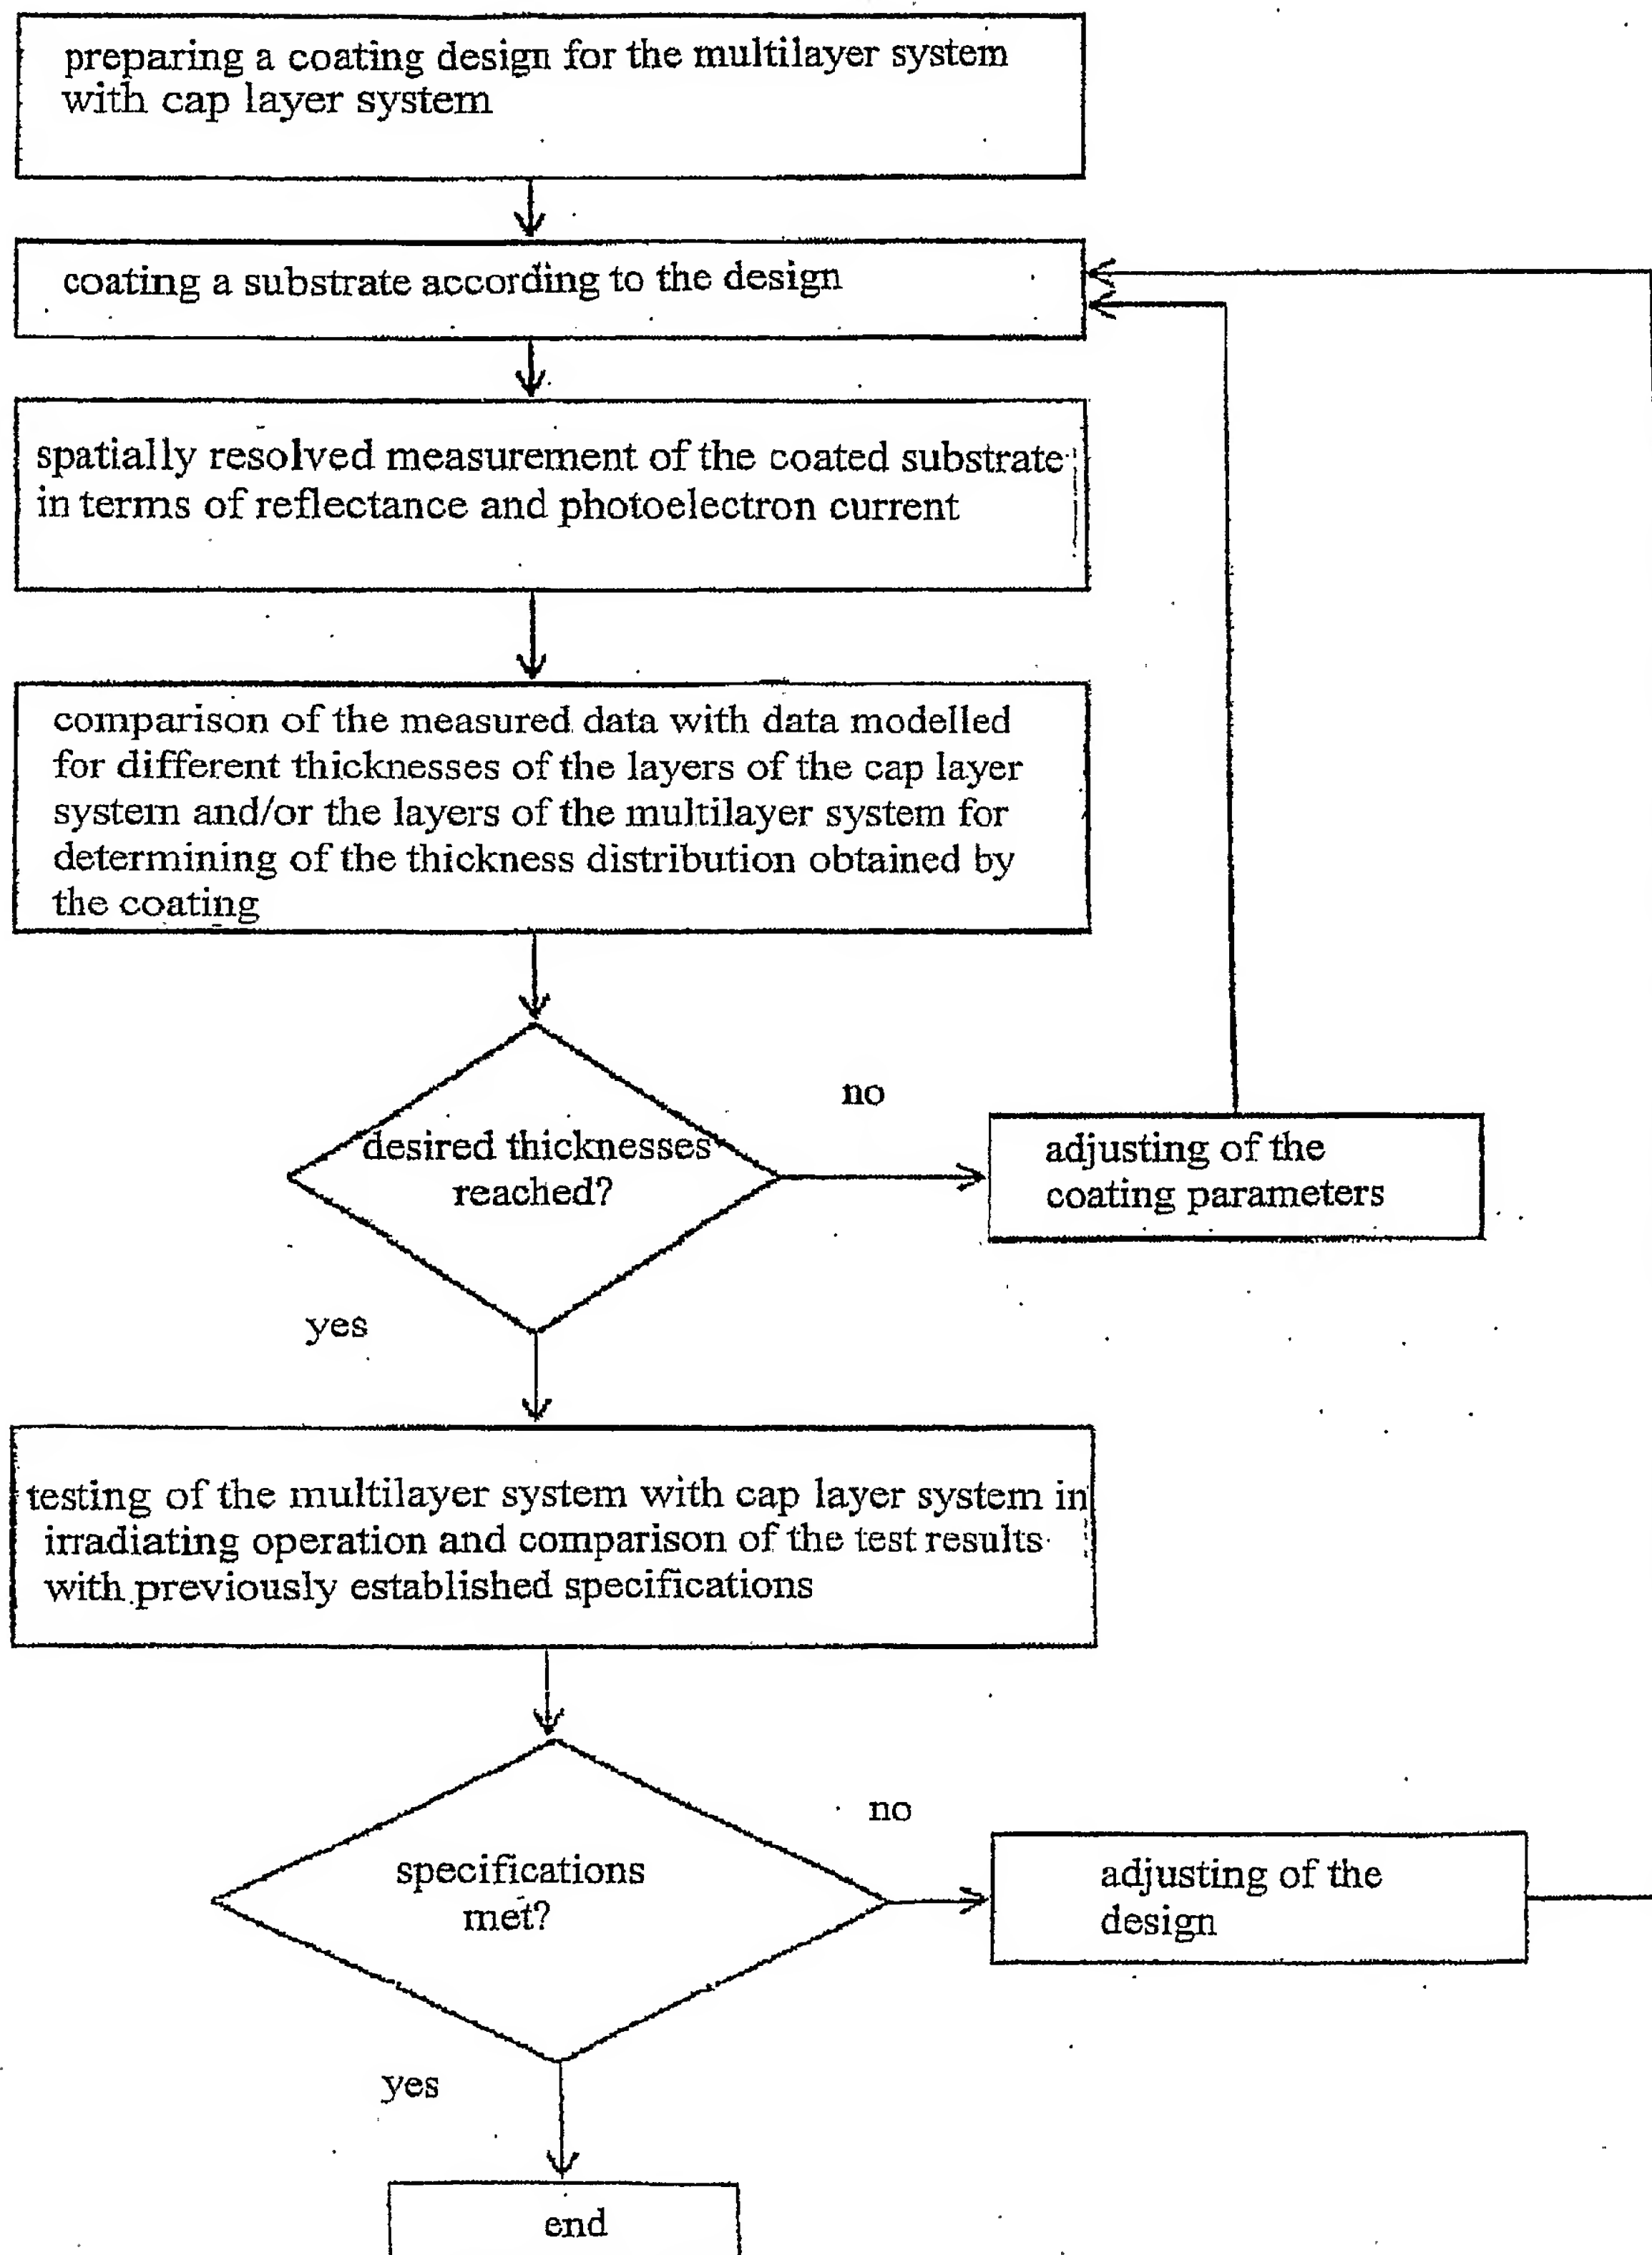 preparing a coating design for the multilayer system
with cap layer system
coating a substrate according to the design
spatially resolved measurement of the coated substrate
in terms of reflectance and photoelectron current
comparison of the measured data with data modelled
for different thicknesses of the layers of the cap layer
system and/or the layers of the multilayer system for
determining of the thickness distribution obtained by
the coating
no
desired thicknesses
reached?
adjusting of the
coating parameters
yes
testing of the multilayer system with cap layer system in
irradiating operation and comparison of the test results
with previously established specifications
no
specifications
met?
adjusting of the
design
yes
end